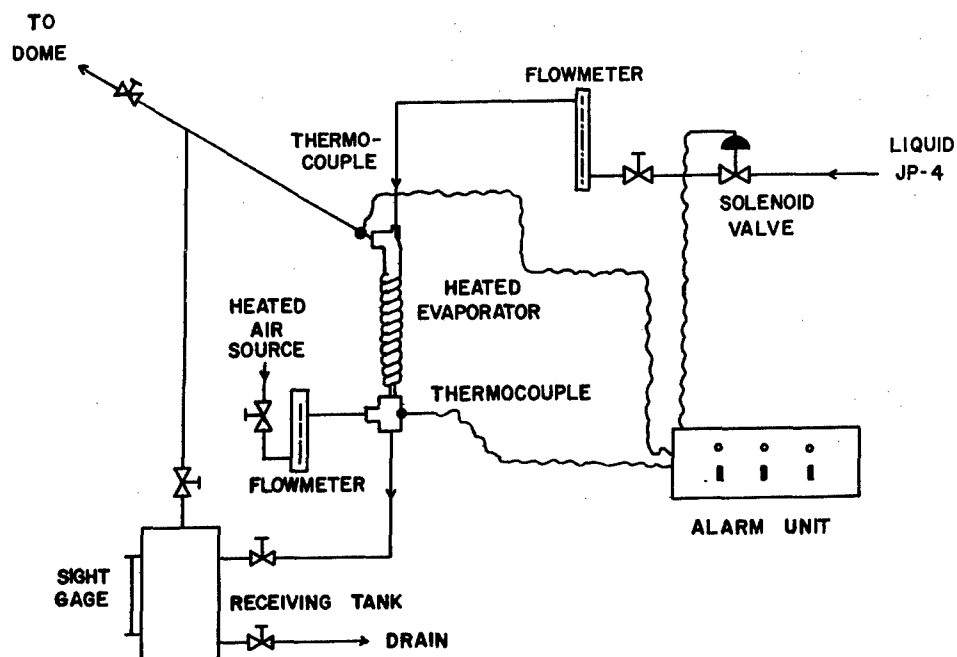 TO
DOME
FLOWMETER
THERMO-
COUPLE
LIQUID
JP-4
SOLENOID
VALVE
HEATED
EVAPORATOR
HEATED
AIR
SOURCE
THERMOCOUPLE
FLOWMETER
ALARM UNIT
SIGHT
GAGE
RECEIVING TANK
DRAIN